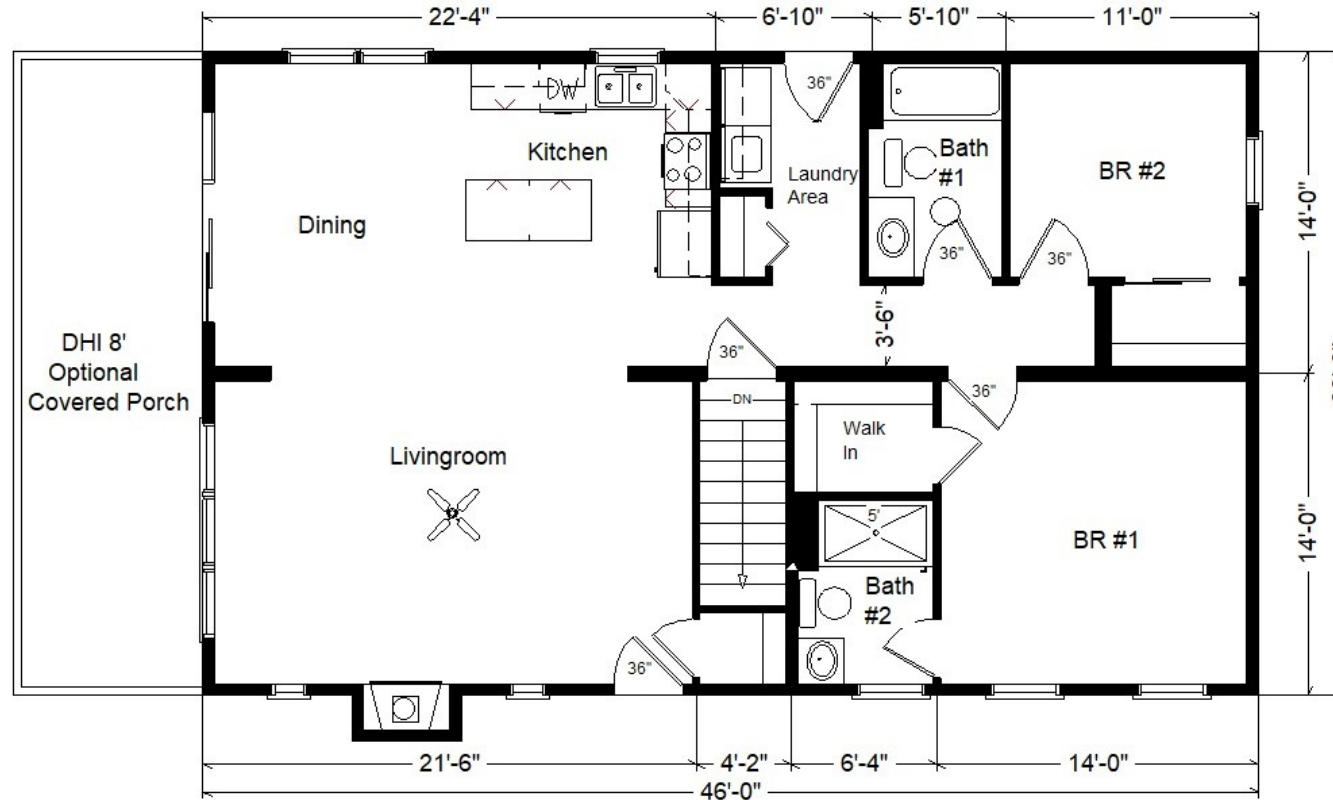 22'-4"
6'-10"
5'-10"
11'-0"
DW
36"
Kitchen
Laundry
Area
Bath
#1
BR #2
14'-0"
Dining
36"
36"
3'-6"
36"
DHI 8'
Optional
Covered Porch
DN
36"
Walk
In
Livingroom
5'
BR #1
14'-0"
Bath
#2
36"
21'-6"
4'-2"
6'-4"
14'-0"
46'-0"